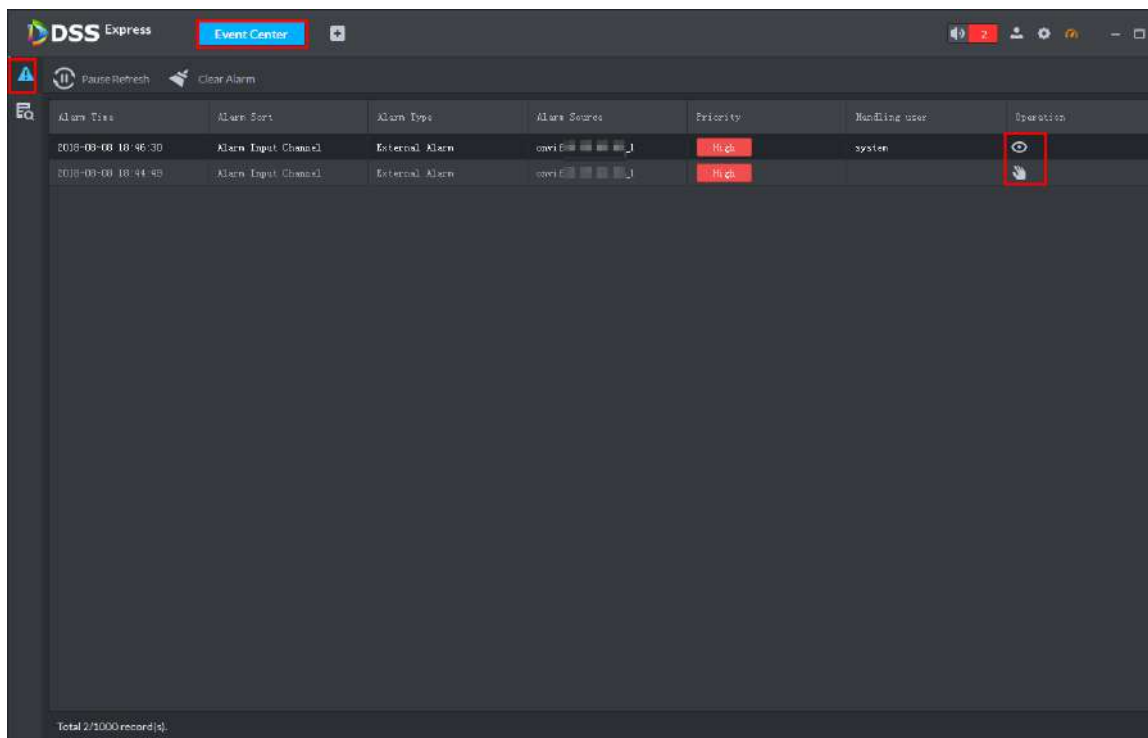 DSS Express Event Center 2
Pause Refresh Clear Alarm
Alarm Time Alarm Sort Alarm Type Alarm Source Priority Handling user Operation
2018-08-08 18:46:30 Alarm Input Channel External Alarm High system
2018-08-08 18:44:49 Alarm Input Channel External Alarm High
Total 2/1000 record(s).